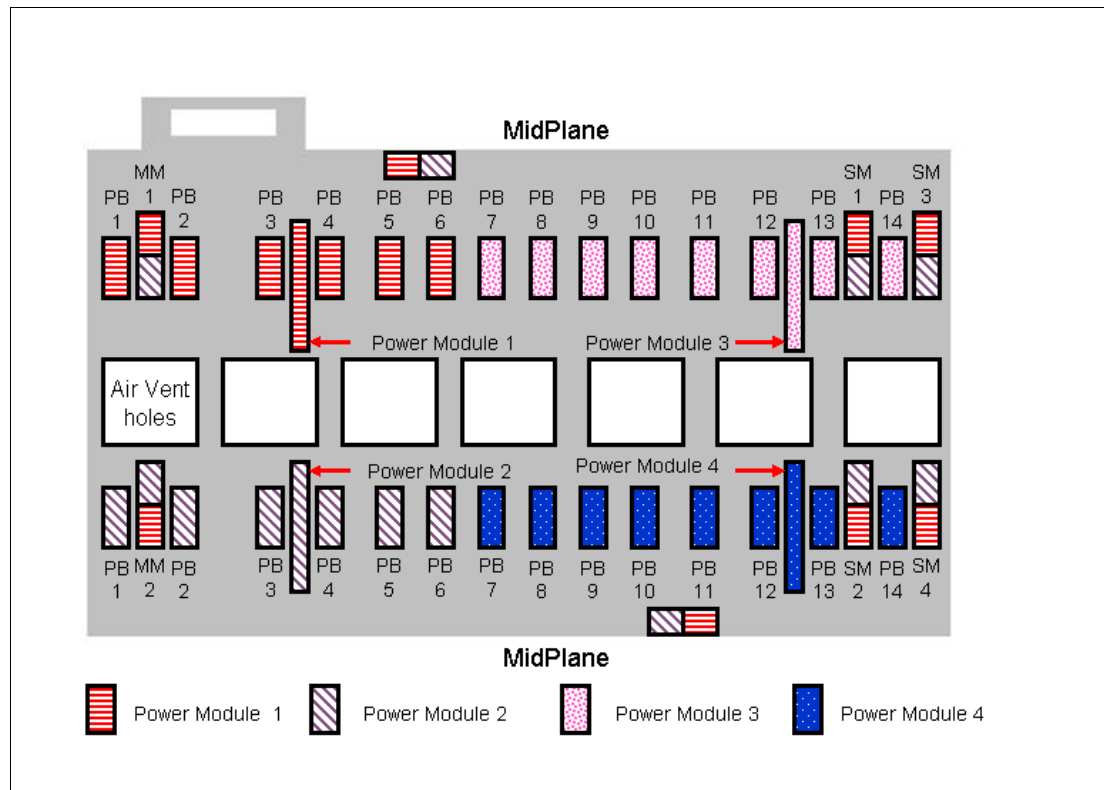 MidPlane
MM SM SM
PB 1 PB PB PB PB PB PB PB PB PB PB PB PB 1 PB 3
1 2 3 4 5 6 7 8 9 10 11 12 13 14
Power Module 1 Power Module 3
Air Vent
holes
Power Module 2 Power Module 4
PB MM PB PB PB PB PB PB PB PB PB PB PB PB SM PB SM
1 2 2 3 4 5 6 7 8 9 10 11 12 13 2 14 4
MidPlane
Power Module 1 Power Module 2 Power Module 3 Power Module 4